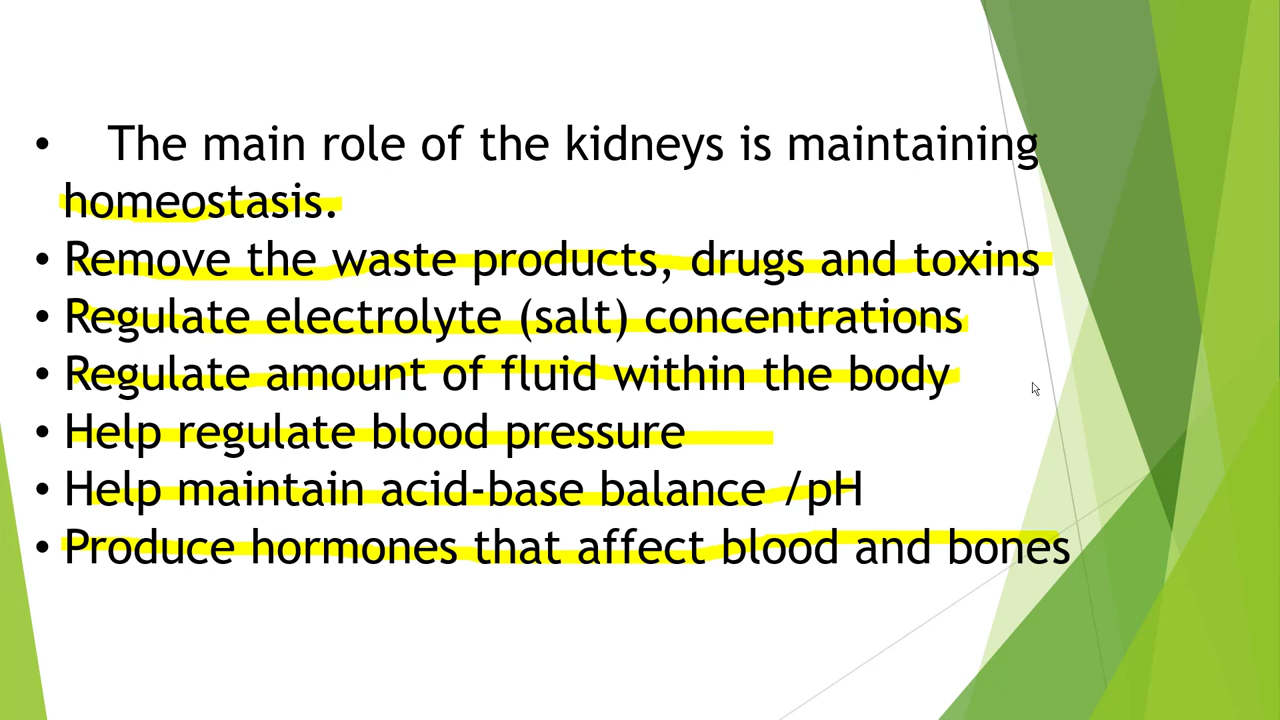 • The main role of the kidneys is maintaining
homeostasis.
• Remove the waste products, drugs and toxins
• Regulate electrolyte (salt) concentrations
• Regulate amount of fluid within the body
• Help regulate blood pressure
• Help maintain acid-base balance /pH
• Produce hormones that affect blood and bones